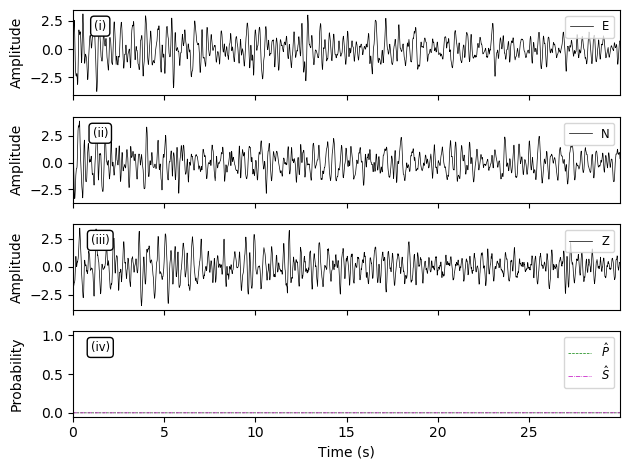 Amplitude
2.5
0.0
−2.5
(i)
E
Amplitude
2.5
0.0
−2.5
(ii)
N
Amplitude
2.5
0.0
−2.5
(iii)
Z
Probability
1.0
0.5
0.0
(iv)
P̂
Ŝ
0 5 10 15 20 25
Time (s)